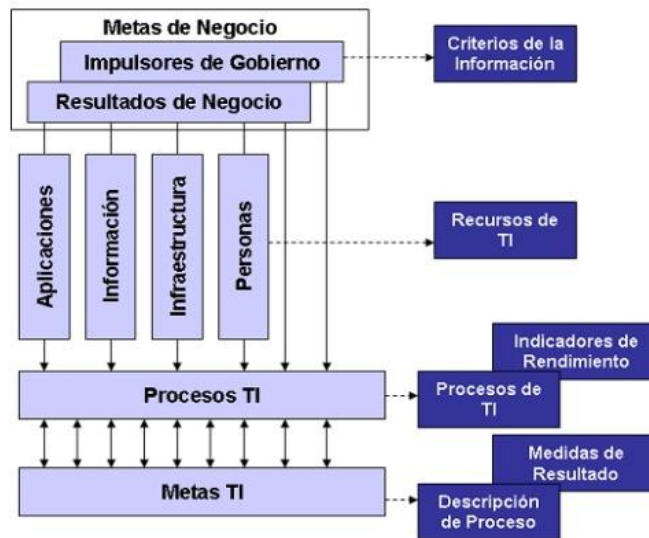 Metas de Negocio
Impulsores de Gobierno
Resultados de Negocio
Criterios de la
Información
Aplicaciones
Información
Infraestructura
Personas
Recursos de
TI
Indicadores de
Rendimiento
Procesos TI
Procesos de
TI
Medidas de
Resultado
Metas TI
Descripción
de Proceso